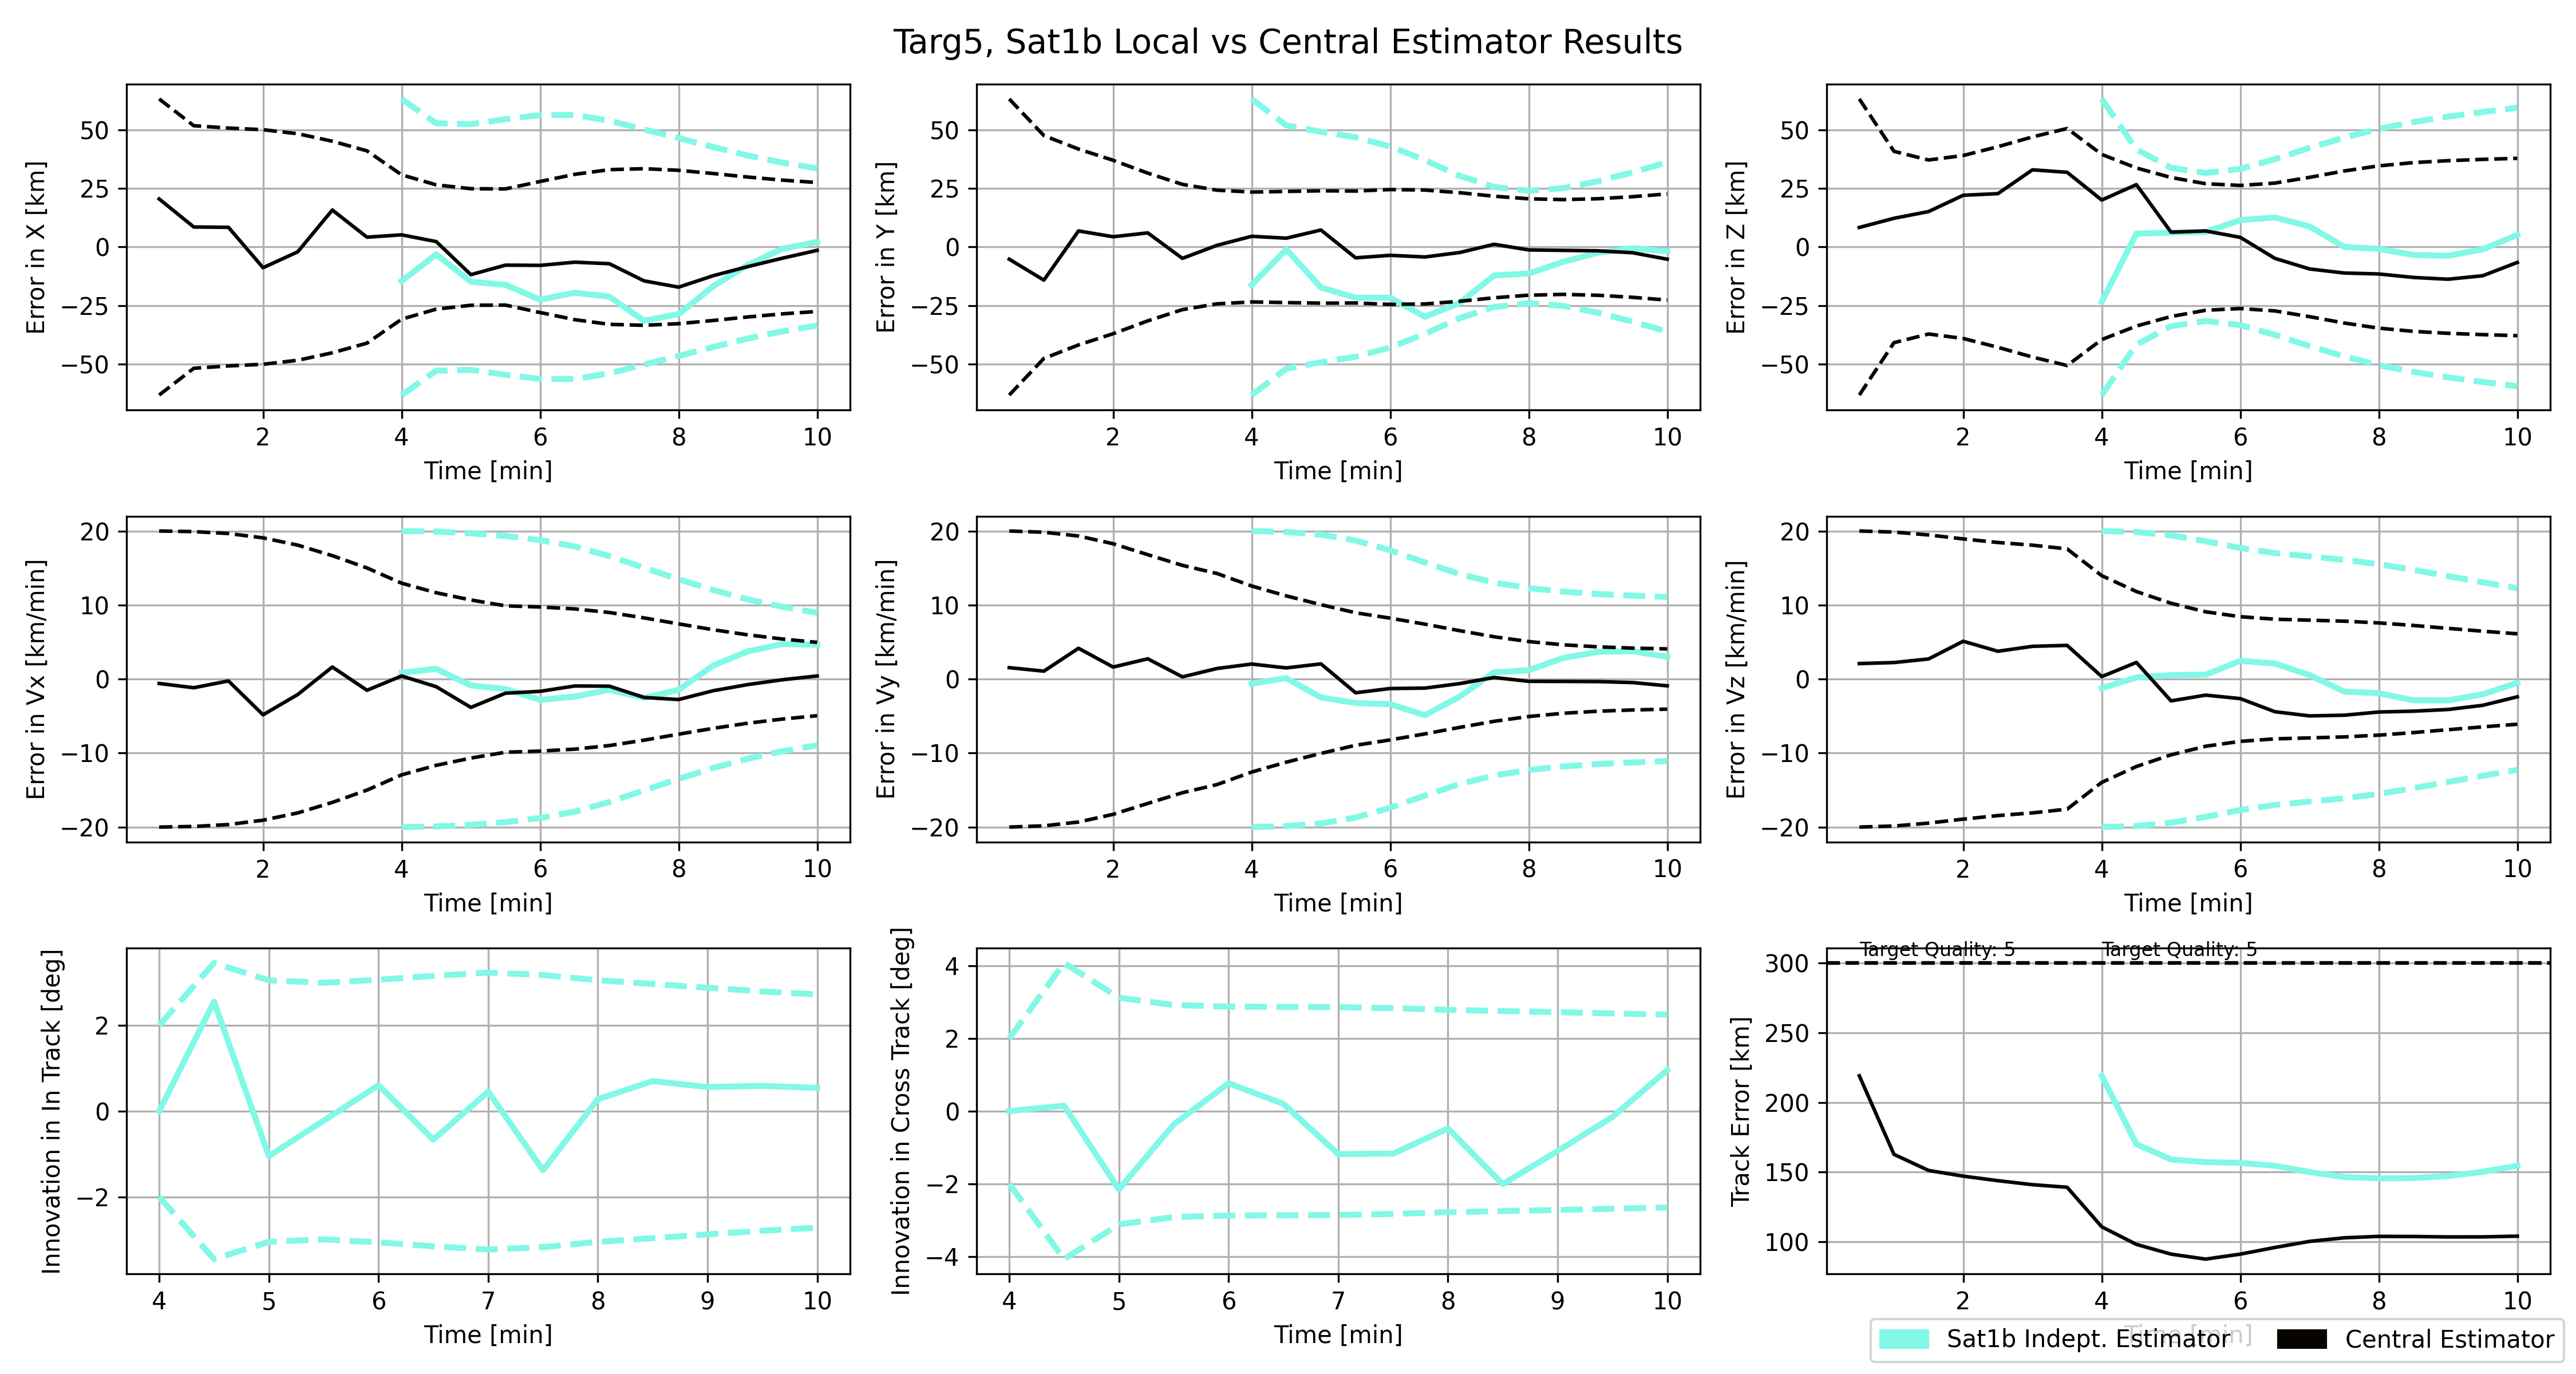 Targ5, Sat1b Local vs Central Estimator Results
Error in X [km]
50
25
0
−25
−50
2 4 6 8 10
Time [min]
Error in Y [km]
50
25
0
−25
−50
2 4 6 8 10
Time [min]
Error in Z [km]
50
25
0
−25
−50
2 4 6 8 10
Time [min]
Error in Vx [km/min]
20
10
0
−10
−20
2 4 6 8 10
Time [min]
Error in Vy [km/min]
20
10
0
−10
−20
2 4 6 8 10
Time [min]
Error in Vz [km/min]
20
10
0
−10
−20
2 4 6 8 10
Time [min]
Innovation in In Track [deg]
2
0
−2
4 5 6 7 8 9 10
Time [min]
Innovation in Cross Track [deg]
4
2
0
−2
−4
4 5 6 7 8 9 10
Time [min]
Track Error [km]
Target Quality: 5 Target Quality: 5
300
250
200
150
100
2 4 6 8 10
Time [min]
Sat1b Indept. Estimator Central Estimator